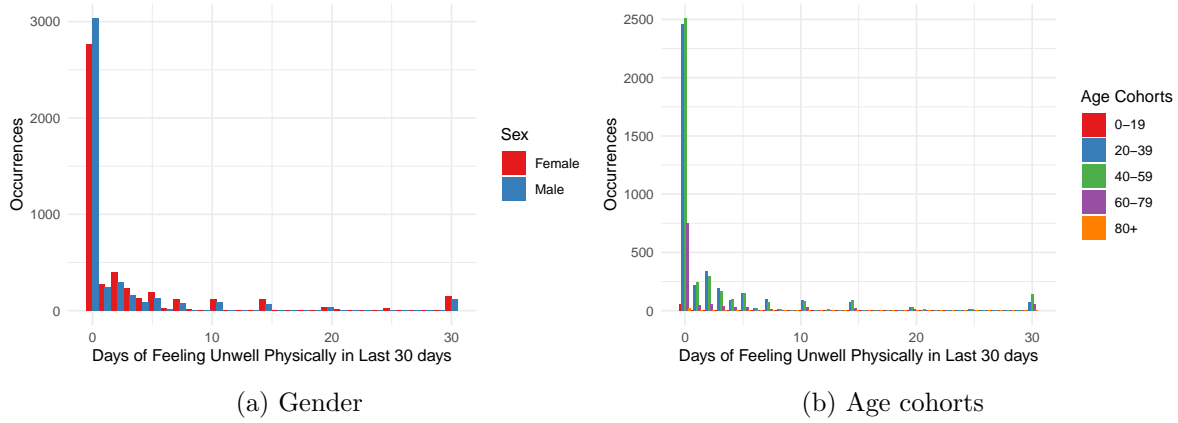 3000
2000
1000
0
Occurrences
0 10 20 30
Days of Feeling Unwell Physically in Last 30 days
Sex
Female
Male
(a) Gender
2500
2000
1500
1000
500
0
Occurrences
0 10 20 30
Days of Feeling Unwell Physically in Last 30 days
Age Cohorts
0−19
20−39
40−59
60−79
80+
(b) Age cohorts